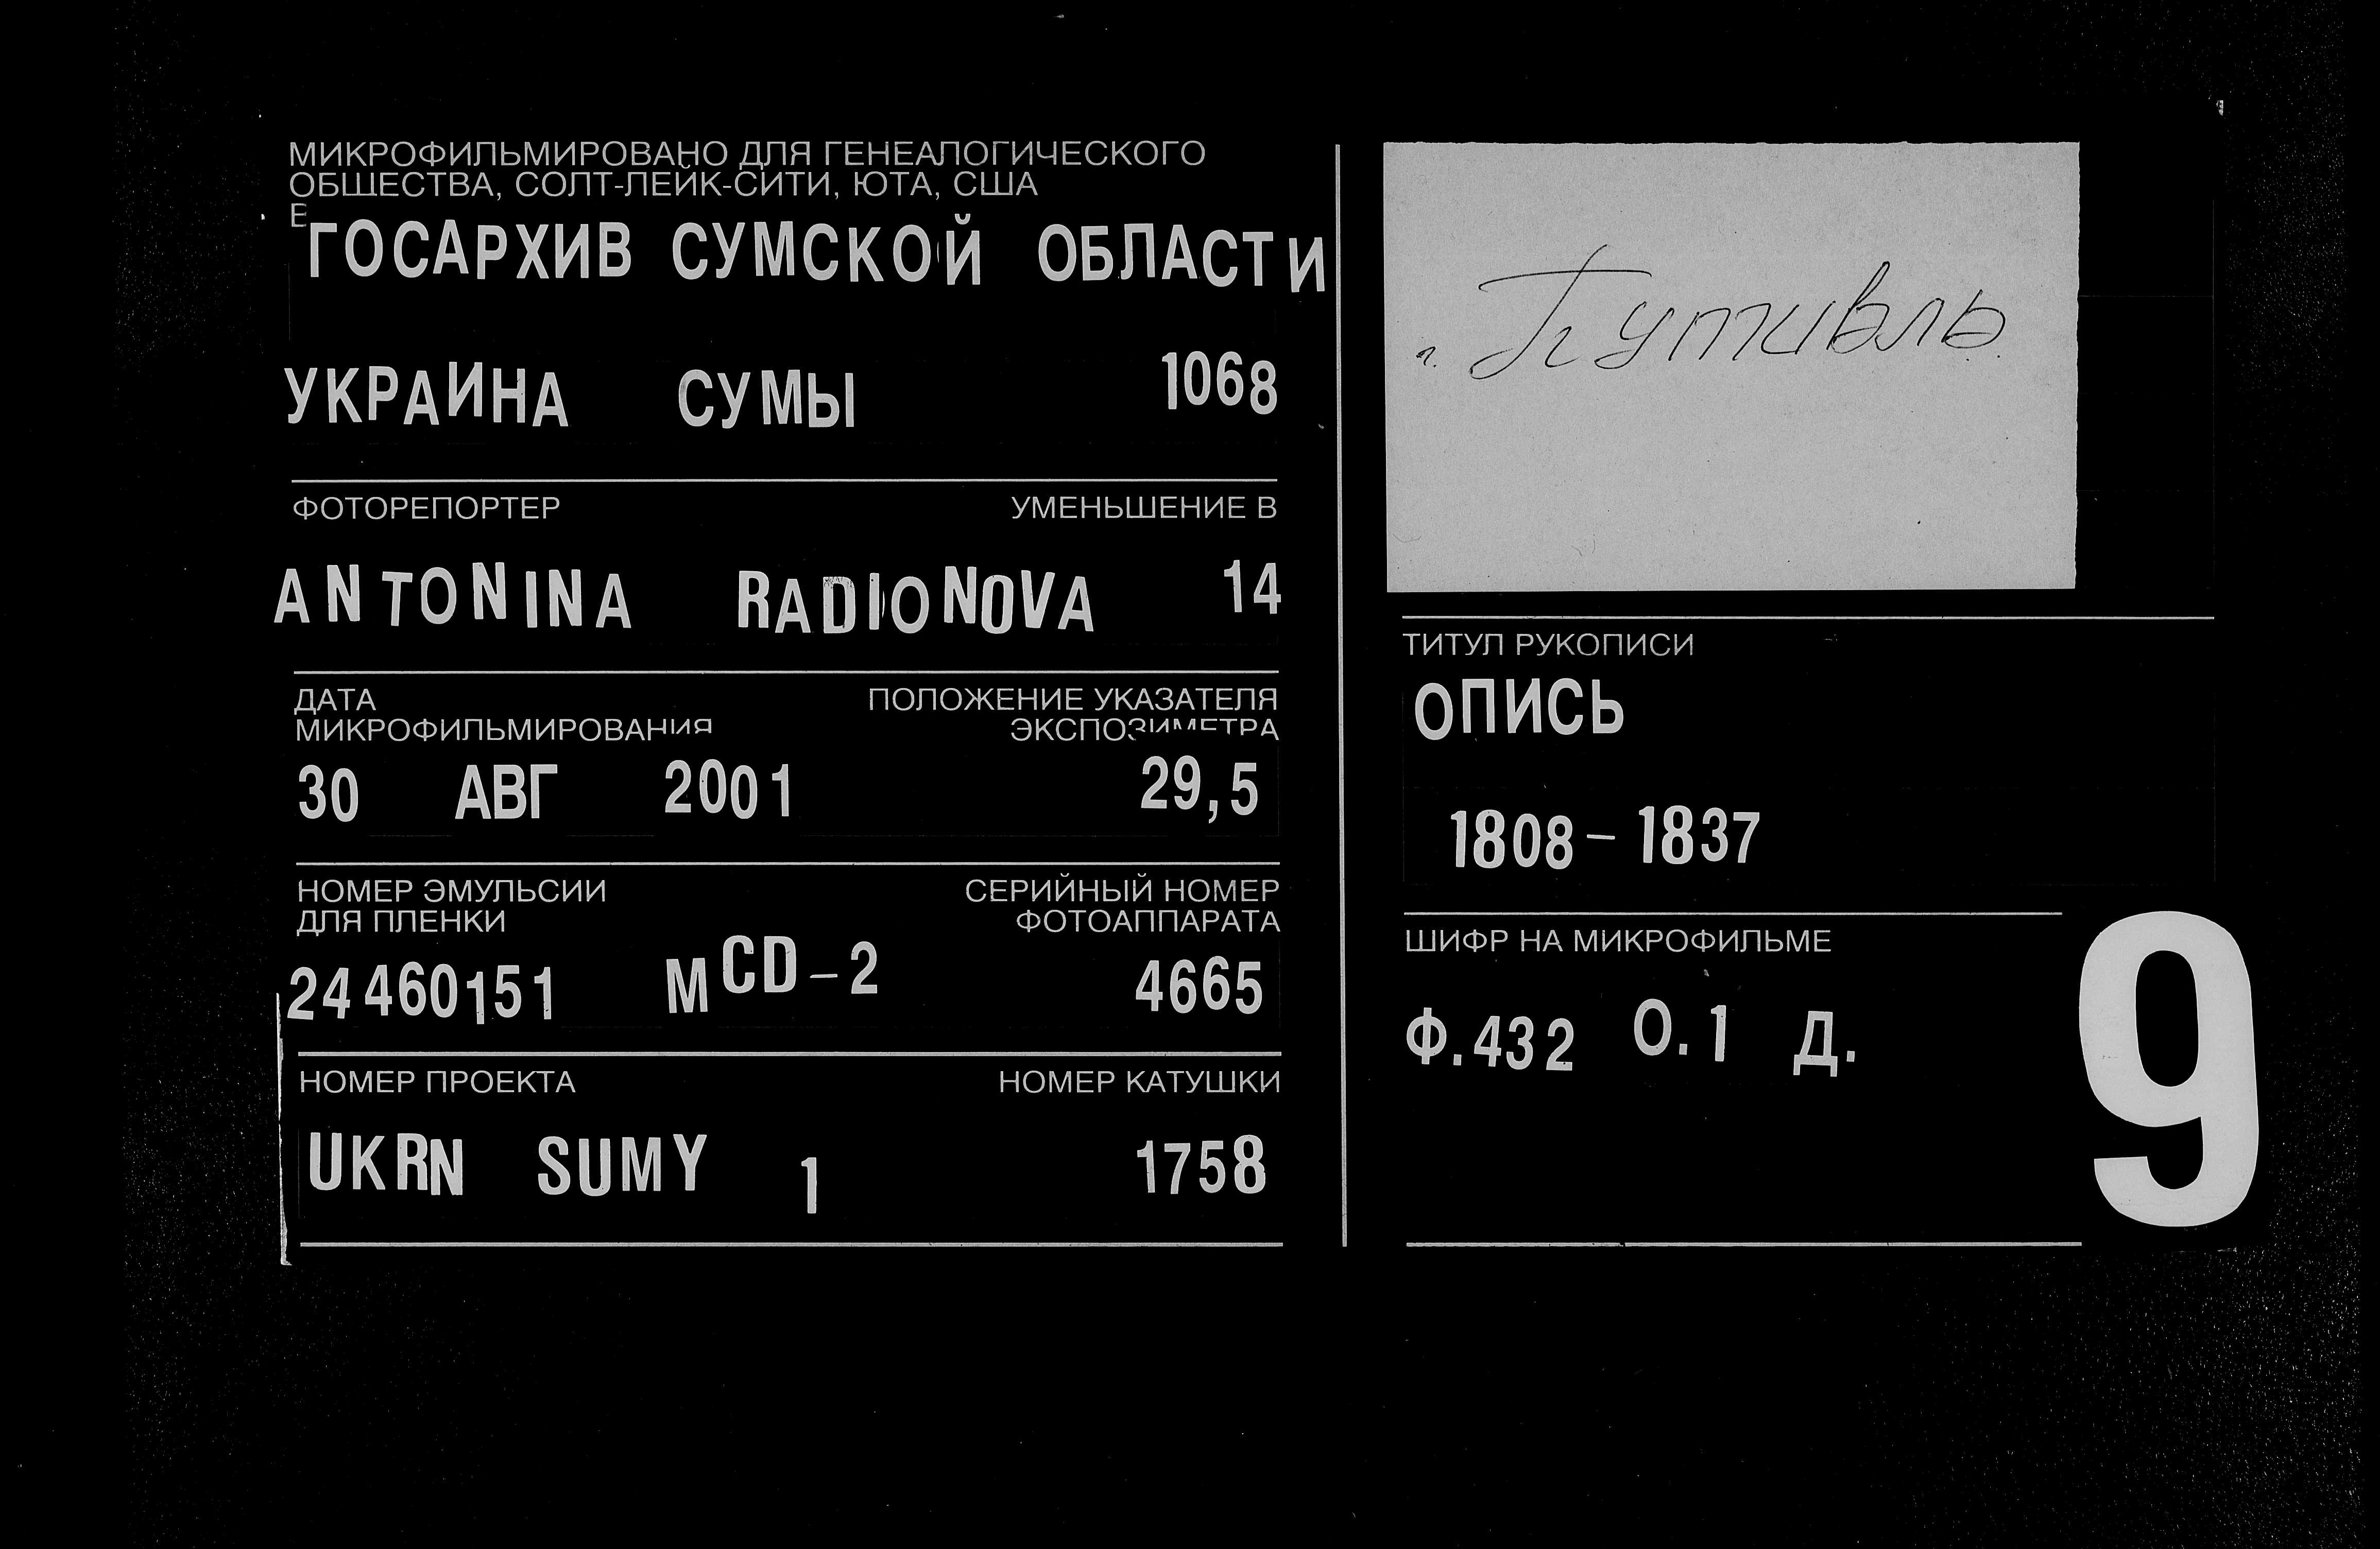 МИКРОФИЛЬМИРОВАНО ДЛЯ ГЕНЕАЛОГИЧЕСКОГО
ОБЩЕСТВА, СОЛТ-ЛЕЙК-СИТИ, ЮТА, США
В
ГОСАРХИВ СУМСКОЙ ОБЛАСТИ
УКРАИНА СУМЫ 1068
ФОТОРЕПОРТЕР УМЕНЬШЕНИЕ В
ANTONINA RADIONOVA 14
ДАТА ПОЛОЖЕНИЕ УКАЗАТЕЛЯ
МИКРОФИЛЬМИРОВАНИЯ ЭКСПОЗИМЕТРА
30 АВГ 2001 29,5
НОМЕР ЭМУЛЬСИИ СЕРИЙНЫЙ НОМЕР
ДЛЯ ПЛЕНКИ ФОТОАППАРАТА
24460151 MCD-2 4665
НОМЕР ПРОЕКТА НОМЕР КАТУШКИ
UKRN SUMY 1 1758
г. Путивль
ТИТУЛ РУКОПИСИ
ОПИСЬ
1808-1837
ШИФР НА МИКРОФИЛЬМЕ
Ф.432 О.1 Д.
9